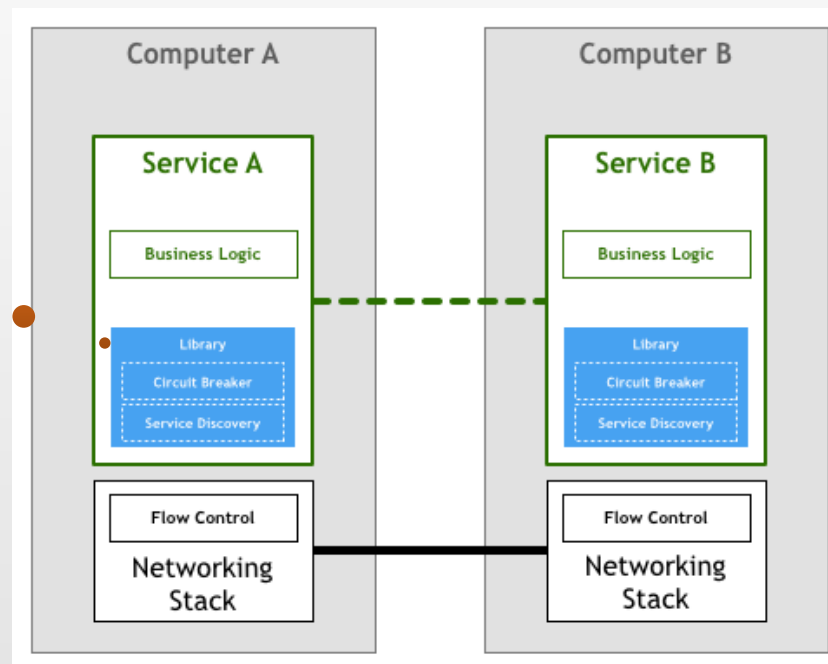 Computer A
Service A
Business Logic
Library
Circuit Breaker
Service Discovery
Flow Control
Networking
Stack
Computer B
Service B
Business Logic
Library
Circuit Breaker
Service Discovery
Flow Control
Networking
Stack